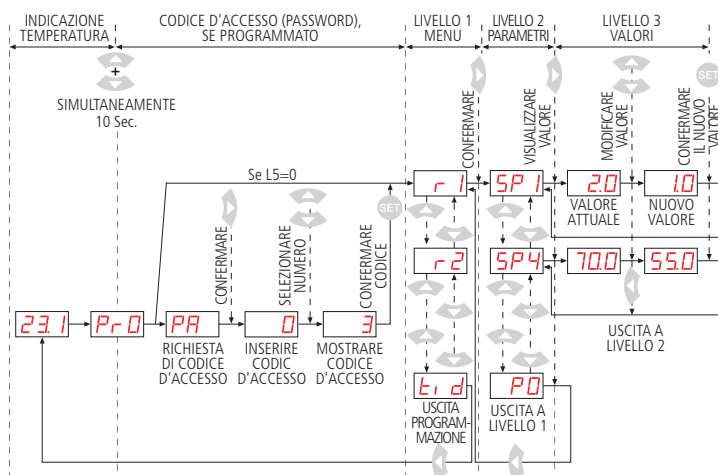 INDICAZIONE
TEMPERATURA
CODICE D'ACCESSO (PASSWORD),
SE PROGRAMMATO
LIVELLO 1
MENU
LIVELLO 2
PARAMETRI
LIVELLO 3
VALORI
+
SIMULTANEAMENTE
10 Sec.
SET
CONFERMARE
VISUALIZZARE
VALORE
MODIFICARE
VALORE
CONFERMARE
IL NUOVO
VALORE
Se L5=0
r 1
SP 1
2.0
1.0
VALORE
ATTUALE
NUOVO
VALORE
CONFERMARE
SELEZIONARE
NUMERO
SET
CONFERMARE
CODICE
r 2
SP4
70.0
55.0
23.1
Pr0
PA
0
3
RICHIESTA
DI CODICE
D'ACCESSO
INSERIRE
CODIC
D'ACCESSO
MOSTRARE
CODICE
D'ACCESSO
USCITA A
LIVELLO 2
tid
P0
USCITA
PROGRAM-
MAZIONE
USCITA A
LIVELLO 1